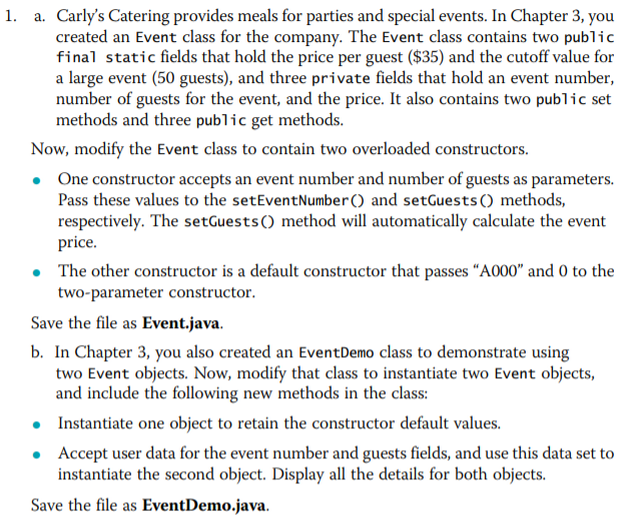 1. a. Carly's Catering provides meals for parties and special events. In Chapter 3, you
created an Event class for the company. The Event class contains two public
final static fields that hold the price per guest ($35) and the cutoff value for
a large event (50 guests), and three private fields that hold an event number,
number of guests for the event, and the price. It also contains two public set
methods and three public get methods.
Now, modify the Event class to contain two overloaded constructors.
• One constructor accepts an event number and number of guests as parameters.
Pass these values to the setEventNumber() and setGuests() methods,
respectively. The setGuests() method will automatically calculate the event
price.
• The other constructor is a default constructor that passes “A000” and 0 to the
two-parameter constructor.
Save the file as Event.java.
b. In Chapter 3, you also created an EventDemo class to demonstrate using
two Event objects. Now, modify that class to instantiate two Event objects,
and include the following new methods in the class:
• Instantiate one object to retain the constructor default values.
• Accept user data for the event number and guests fields, and use this data set to
instantiate the second object. Display all the details for both objects.
Save the file as EventDemo.java.